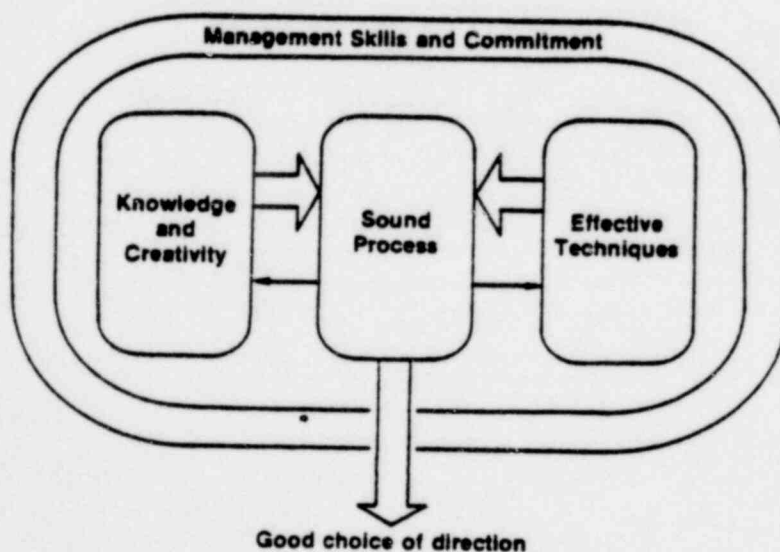 Management Skills and Commitment
Knowledge
and
Creativity
Sound
Process
Effective
Techniques
Good choice of direction